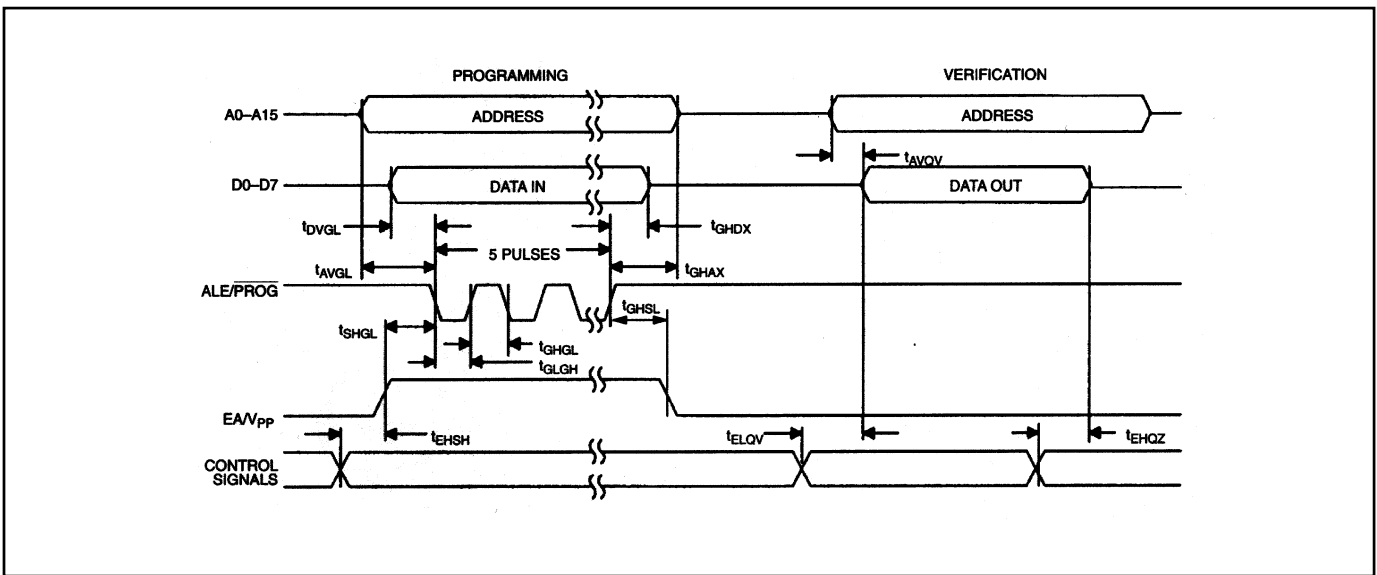 PROGRAMMING
VERIFICATION
A0–A15
ADDRESS
ADDRESS
tAVQV
D0–D7
DATA IN
DATA OUT
tDVGL
tGHDX
5 PULSES
tAVGL
tGHAX
ALE/PROG
tGHSL
tSHGL
tGHGL
tGLGH
EA/VPP
tEHSH
tELQV
tEHQZ
CONTROL
SIGNALS